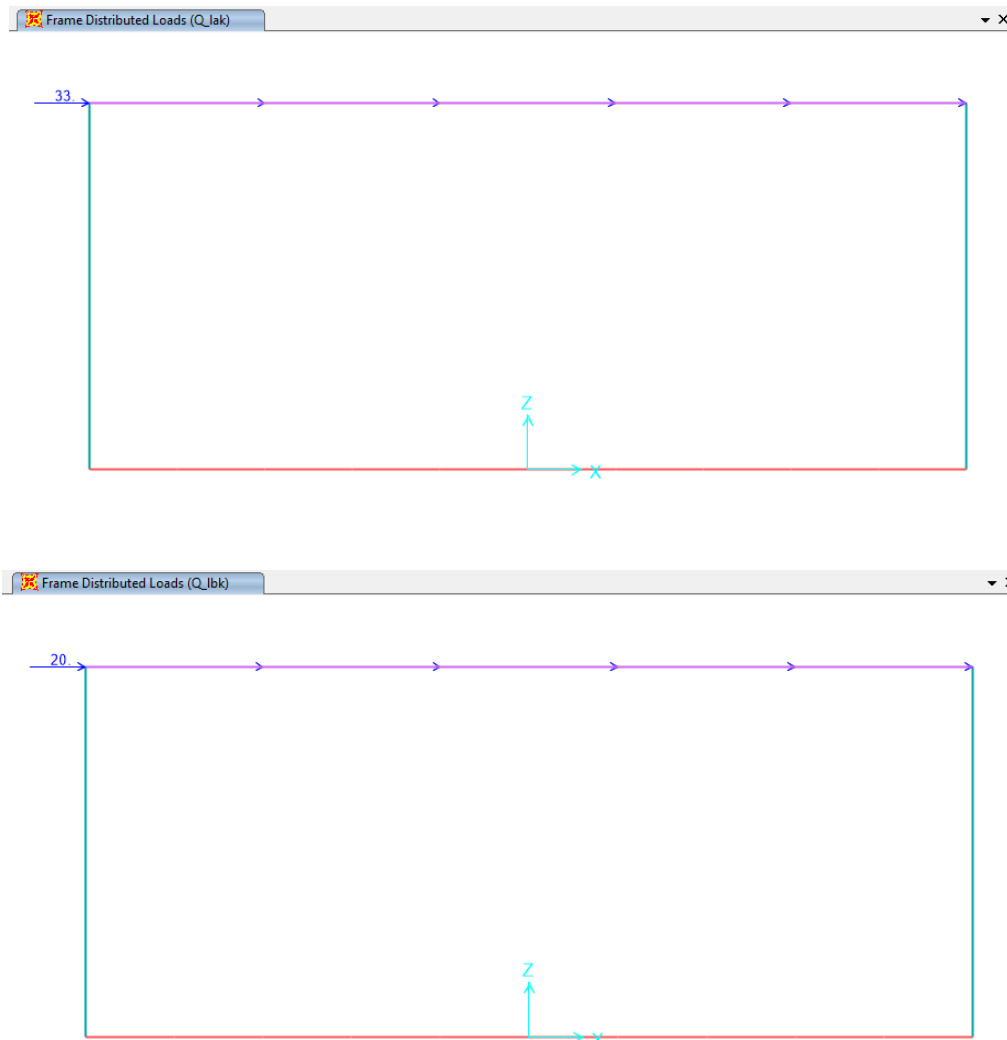 Frame Distributed Loads (Q_lak)
33.
Z
X
Frame Distributed Loads (Q_lbk)
20.
Z